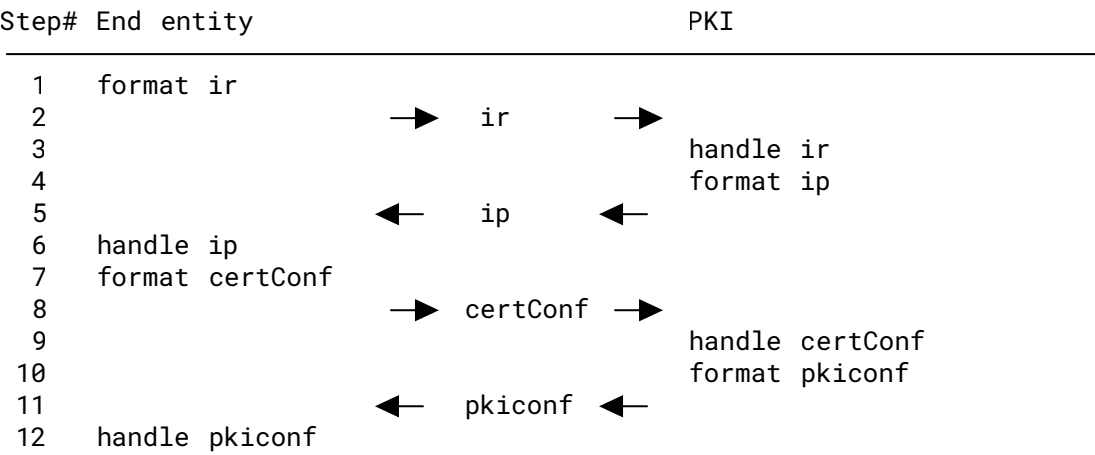 Step# End entity PKI
1 format ir
2 ir
3 handle ir
4 format ip
5 ip
6 handle ip
7 format certConf
8 certConf
9 handle certConf
10 format pkiconf
11 pkiconf
12 handle pkiconf